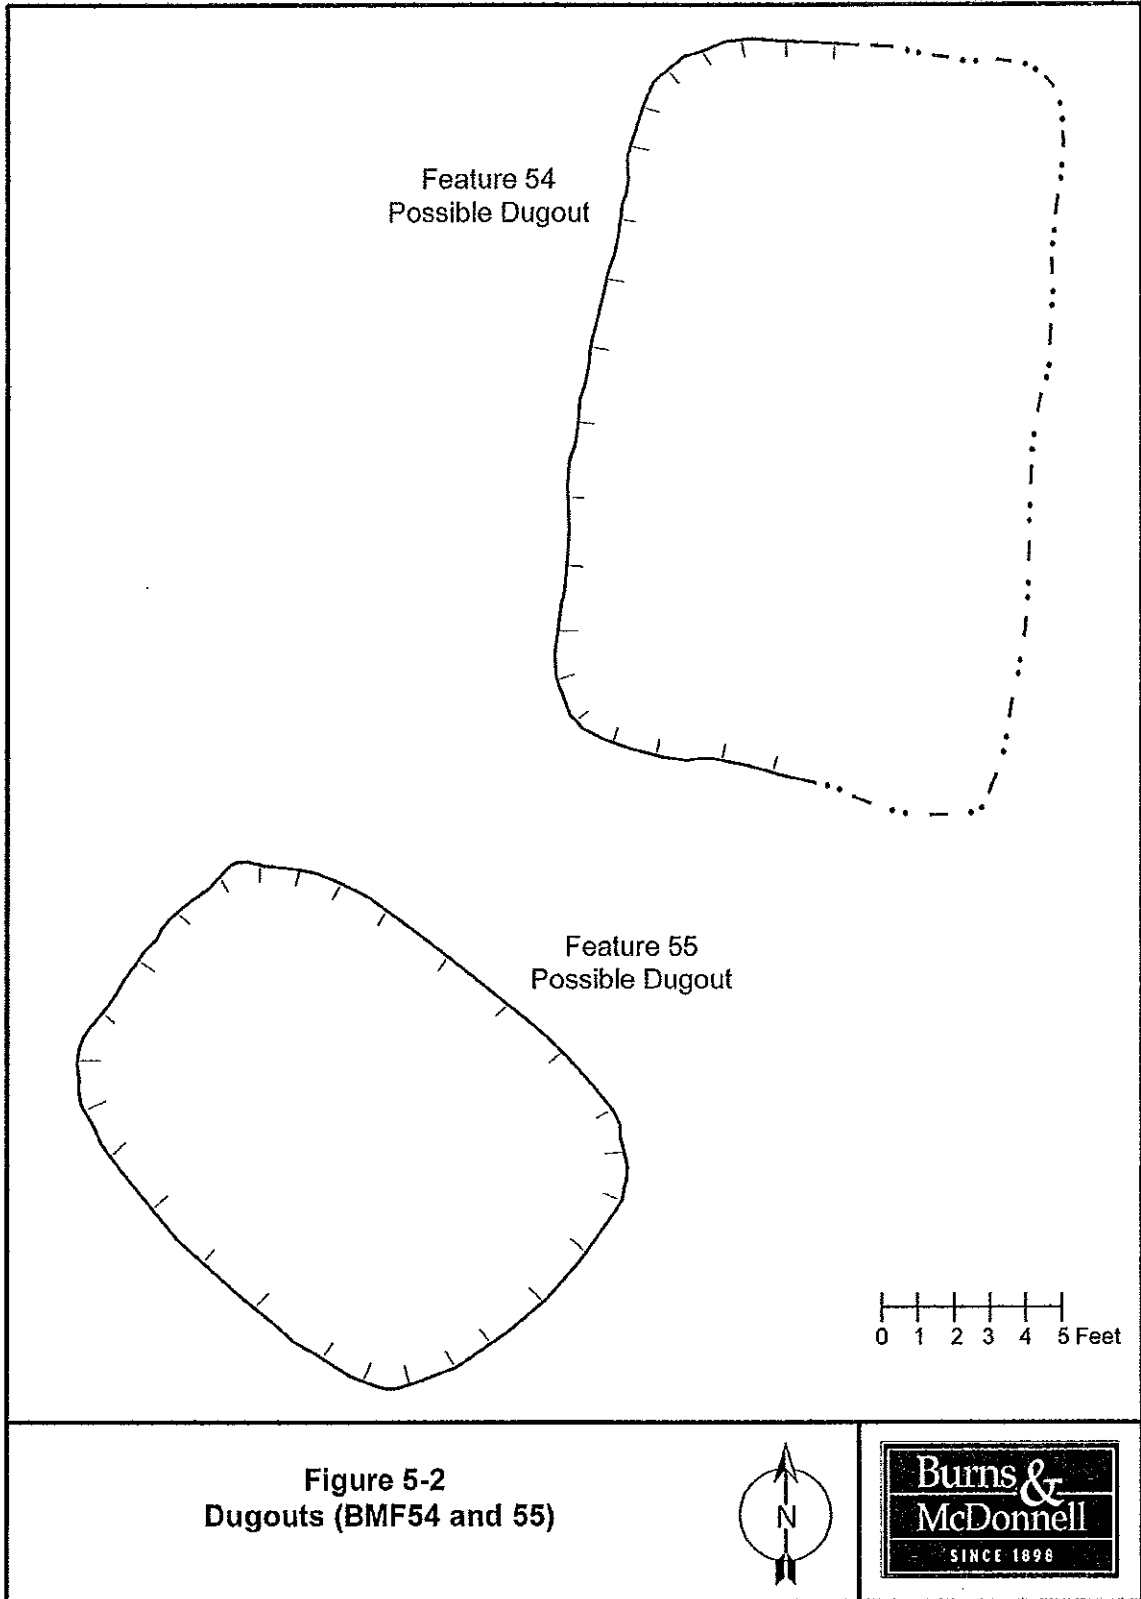 Feature 54
Possible Dugout
Feature 55
Possible Dugout
0 1 2 3 4 5 Feet
Figure 5-2
Dugouts (BMF54 and 55)
N
Burns &
McDonnell
SINCE 1898